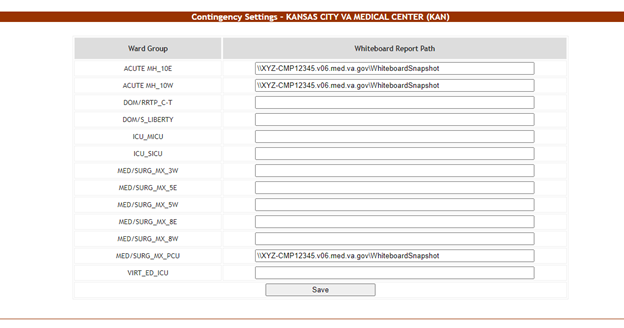 Contingency Settings - KANSAS CITY VA MEDICAL CENTER (KAN)
Ward Group Whiteboard Report Path
ACUTE MH_10E \\XYZ-CMP12345.v06.med.va.gov\WhiteboardSnapshot
ACUTE MH_10W \\XYZ-CMP12345.v06.med.va.gov\WhiteboardSnapshot
DOM/RRTP_C-T
DOM/S_LIBERTY
ICU_MICU
ICU_SICU
MED/SURG_MX_3W
MED/SURG_MX_5E
MED/SURG_MX_5W
MED/SURG_MX_8E
MED/SURG_MX_8W
MED/SURG_MX_PCU \\XYZ-CMP12345.v06.med.va.gov\WhiteboardSnapshot
VIRT_ED_ICU
Save